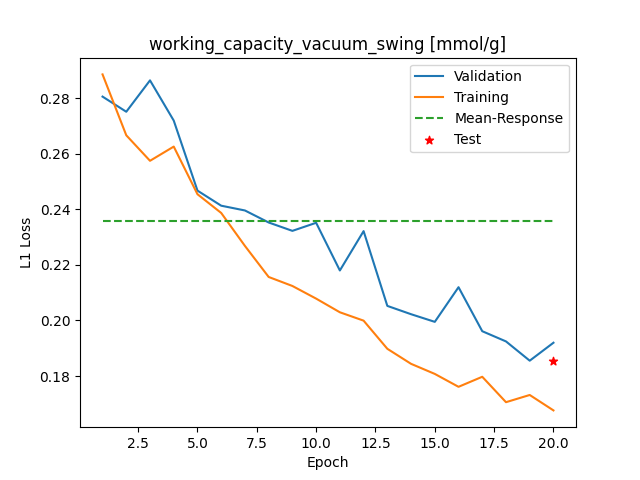 working_capacity_vacuum_swing [mmol/g]
Validation
Training
Mean-Response
Test
L1 Loss
0.28
0.26
0.24
0.22
0.20
0.18
2.5 5.0 7.5 10.0 12.5 15.0 17.5 20.0
Epoch